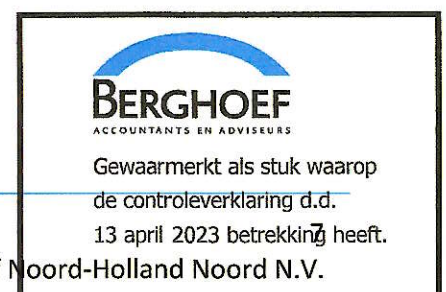 BERGHOEF
ACCOUNTANTS EN ADVISEURS
Gewaarmerkt als stuk waarop
de controleverklaring d.d.
13 april 2023 betrekking heeft.
7
Noord-Holland Noord N.V.